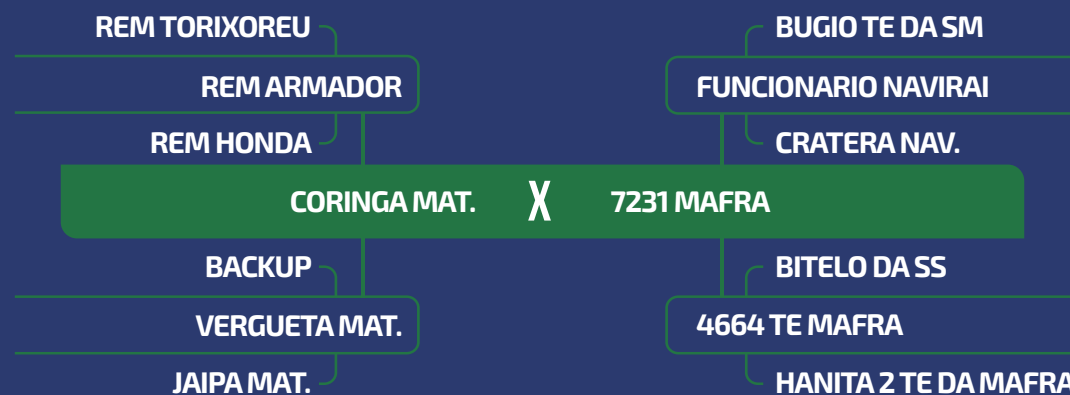 REM TORIXOREU
BUGIO TE DA SM
REM ARMADOR
FUNCIONARIO NAVIRAI
REM HONDA
CRATERA NAV.
CORINGA MAT. X 7231 MAFRA
BACKUP
BITELO DA SS
VERGUETA MAT.
4664 TE MAFRA
JAIPA MAT.
HANITA 2 TE DA MAFRA